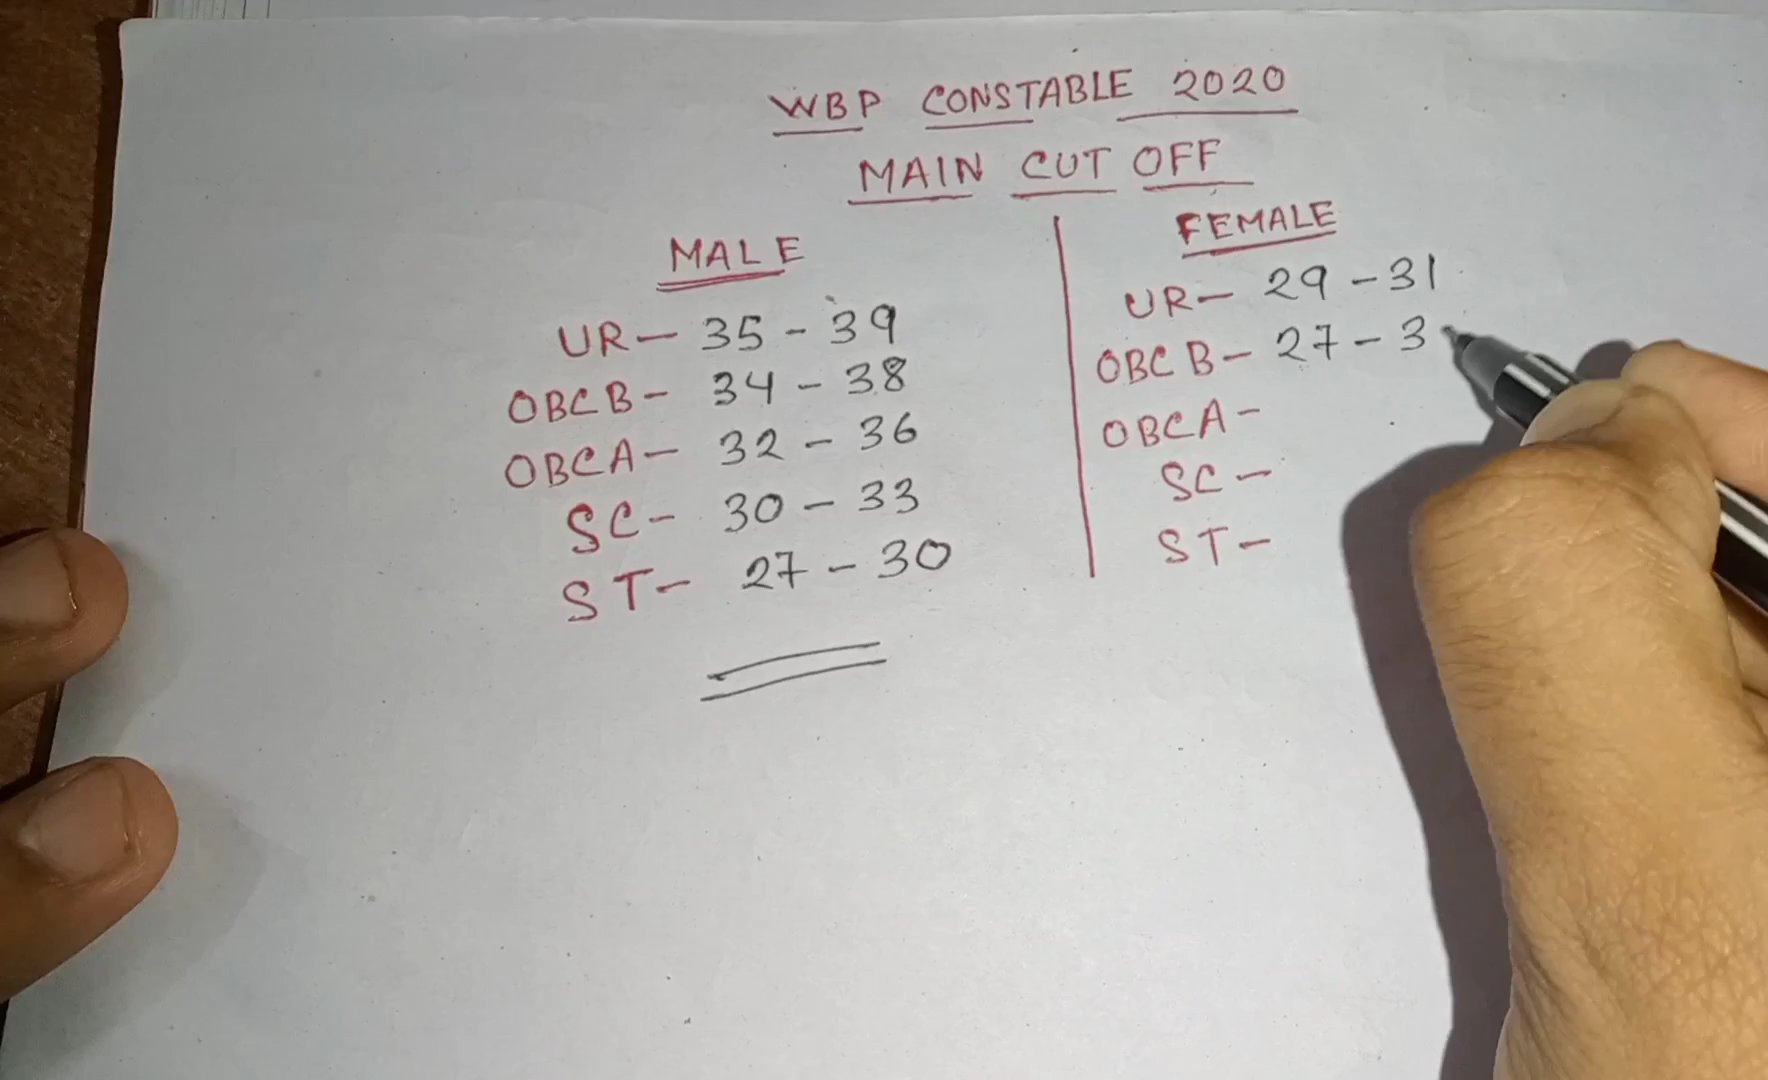 WBP CONSTABLE 2020
MAIN CUT OFF
MALE
UR- 35-39
OBCB- 34-38
OBCA- 32-36
SC- 30-33
ST- 27-30
FEMALE
UR- 29-31
OBCB- 27-3
OBCA-
SC-
ST-